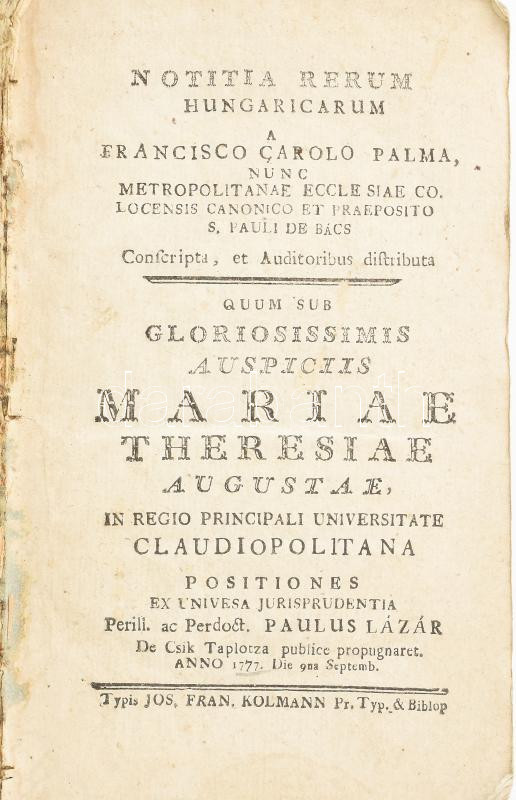 NOTITIA RERUM
HUNGARICARUM
A
FRANCISCO CAROLO PALMA,
NUNC
METROPOLITANAE ECCLESIAE CO.
LOCENSIS CANONICO ET PRAEPOSITO
S. PAULI DE BÁCS
Conſcripta, et Auditoribus diſtributa
QUUM SUB
GLORIOSISSIMIS
AUSPICIIS
MARIAE
THERESIAE
AUGUSTAE,
IN REGIO PRINCIPALI UNIVERSITATE
CLAUDIOPOLITANA
POSITIONES
EX UNIVESA JURISPRUDENTIA
Perill. ac Perdoct. PAULUS LÁZÁR
De Csik Taplotza publice propugnaret.
ANNO 1777. Die 9na Septemb.
Typis JOS. FRAN. KOLMANN Pr. Typ. & Biblop